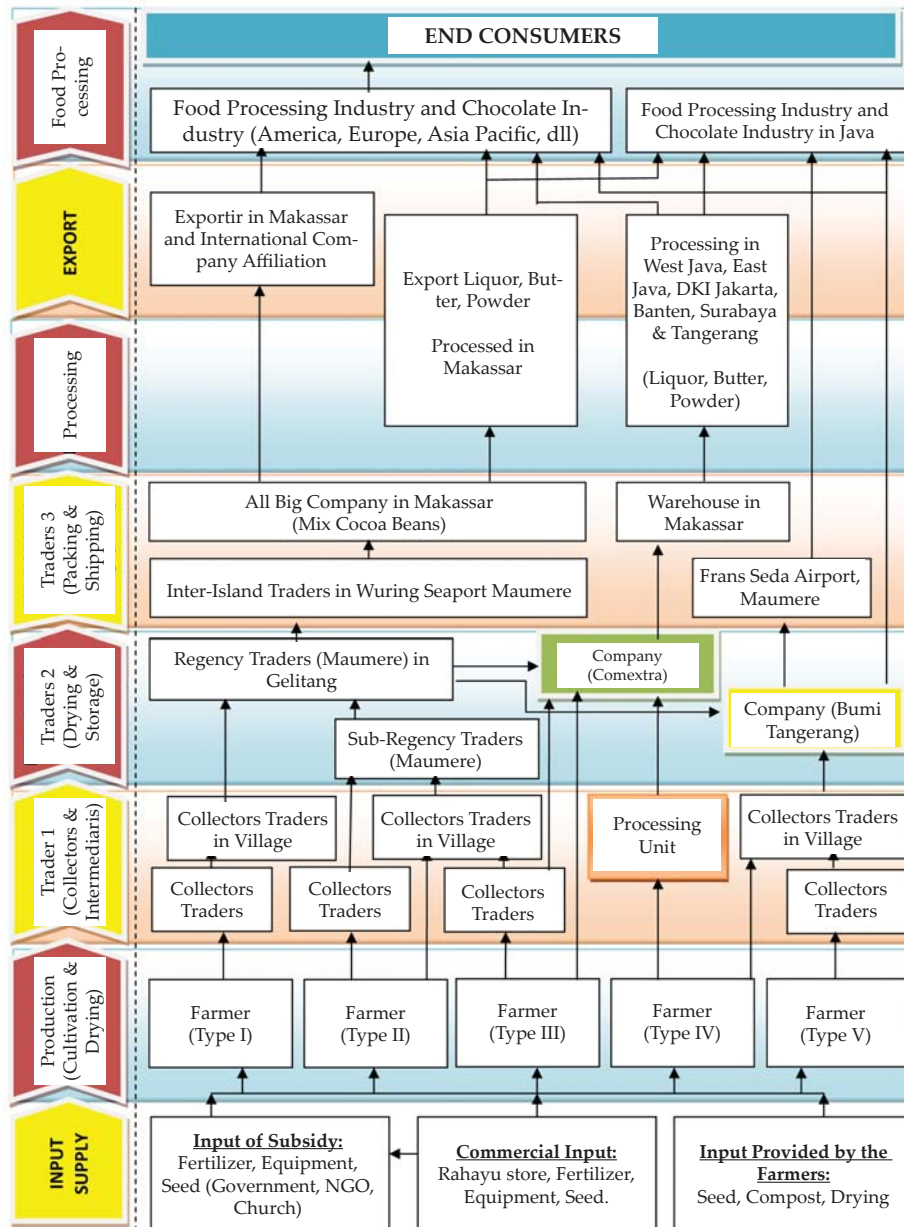 Food Pro-
cessing
END CONSUMERS
Food Processing Industry and Chocolate In-
dustry (America, Europe, Asia Pacific, dll)
Food Processing Industry and
Chocolate Industry in Java
EXPORT
Exportir in Makassar
and International Com-
pany Affiliation
Export Liquor, But-
ter, Powder
Processed in
Makassar
Processing in
West Java, East
Java, DKI Jakarta,
Banten, Surabaya
& Tangerang
(Liquor, Butter,
Powder)
Processing
Traders 3
(Packing &
Shipping)
All Big Company in Makassar
(Mix Cocoa Beans)
Warehouse in
Makassar
Inter-Island Traders in Wuring Seaport Maumere
Frans Seda Airport,
Maumere
Traders 2
(Drying &
Storage)
Regency Traders (Maumere) in
Gelitang
Company
(Comextra)
Company (Bumi
Tangerang)
Sub-Regency Traders
(Maumere)
Trader 1
(Collectors &
Intermediaris)
Collectors Traders
in Village
Collectors Traders
in Village
Processing
Unit
Collectors Traders
in Village
Collectors
Traders
Collectors
Traders
Collectors
Traders
Collectors
Traders
Production
(Cultivation &
Drying)
Farmer
(Type I)
Farmer
(Type II)
Farmer
(Type III)
Farmer
(Type IV)
Farmer
(Type V)
INPUT
SUPPLY
Input of Subsidy:
Fertilizer, Equipment,
Seed (Government, NGO,
Church)
Commercial Input:
Rahayu store, Fertilizer,
Equipment, Seed.
Input Provided by the
Farmers:
Seed, Compost, Drying